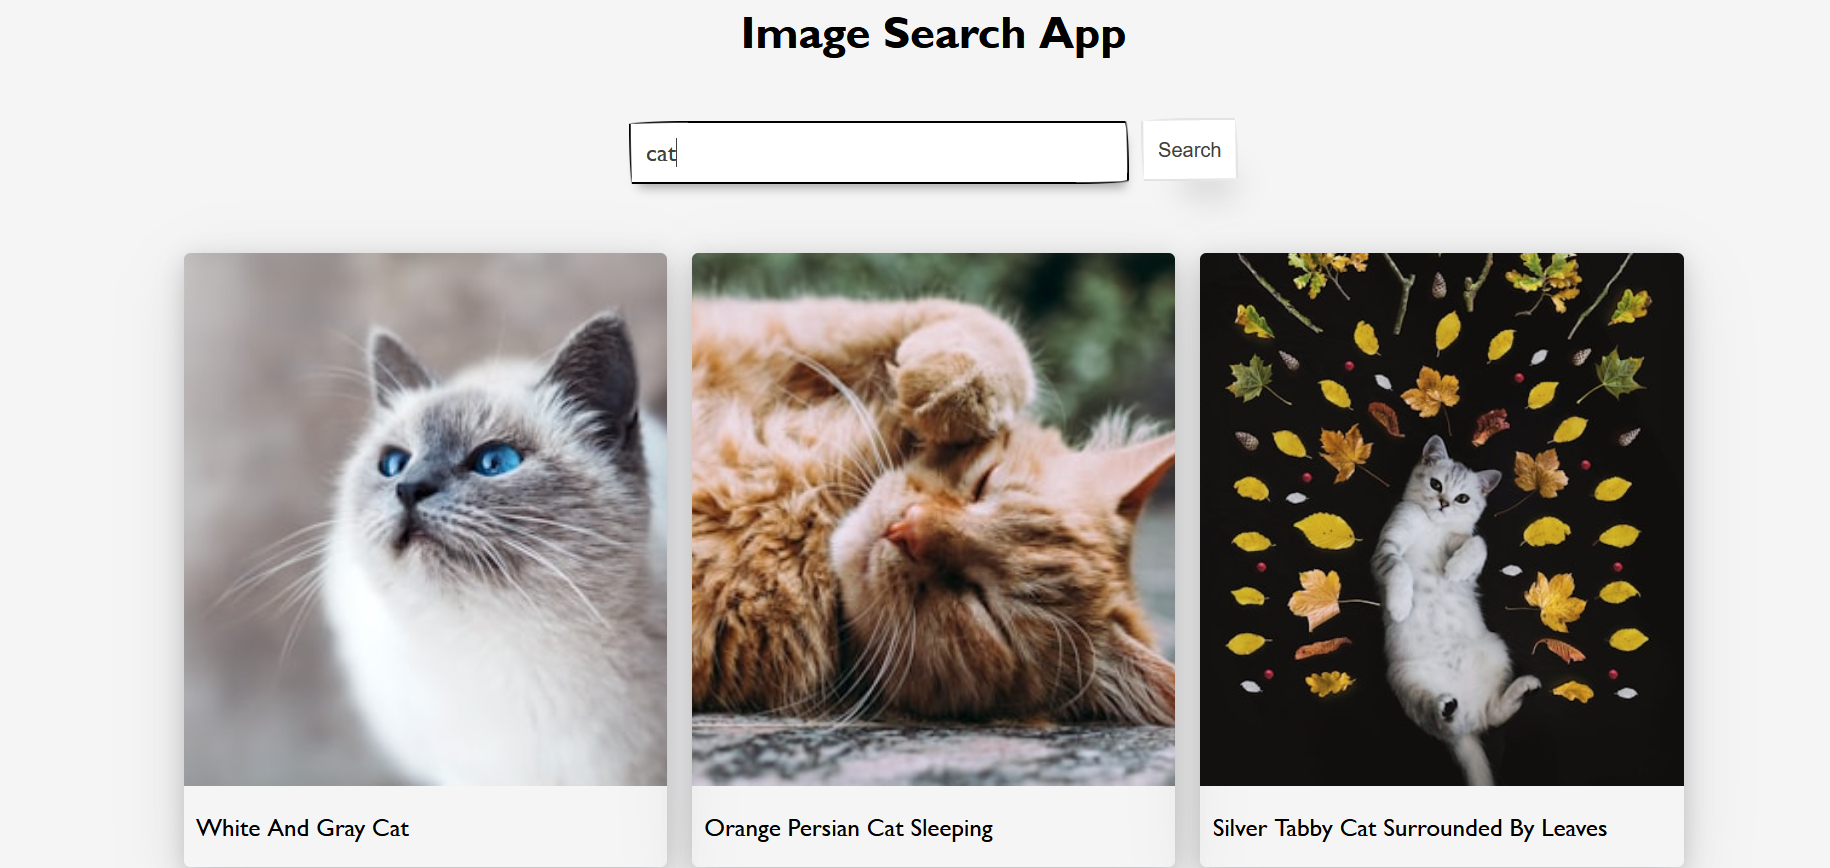 Image Search App
cat
Search
White And Gray Cat
Orange Persian Cat Sleeping
Silver Tabby Cat Surrounded By Leaves